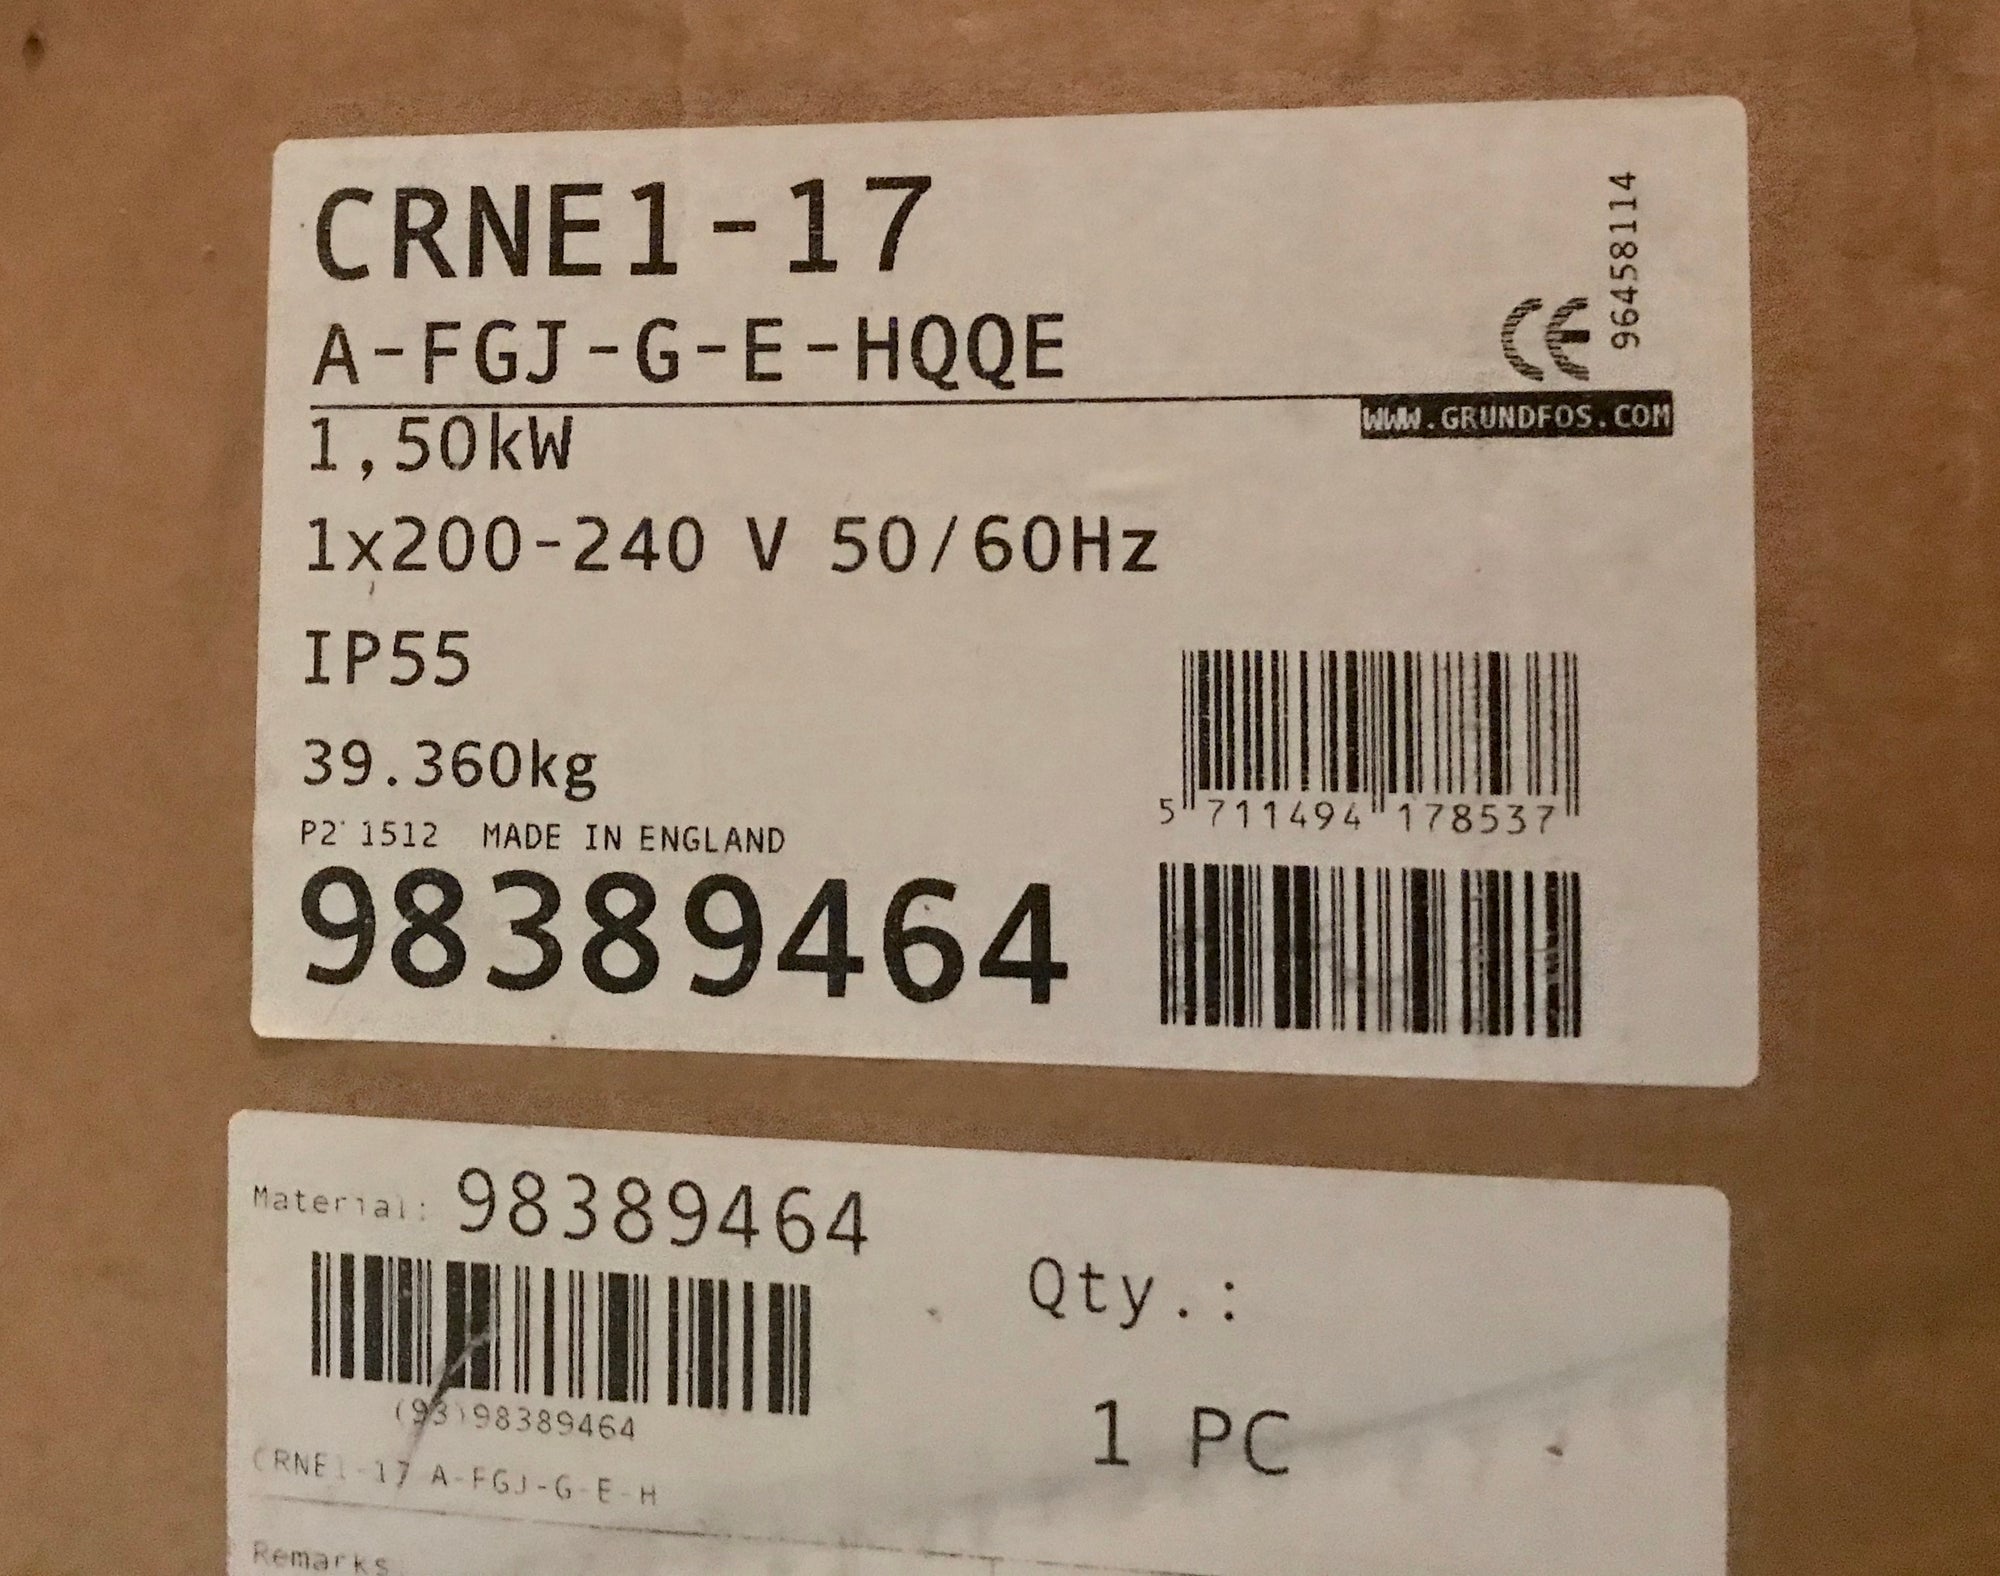 CRNE1-17
96458114
A-FGJ-G-E-HQQE
CE
WWW.GRUNDFOS.COM
1,50kW
1x200-240 V 50/60Hz
IP55
39.360kg
5 711494 178537
P2 1512 MADE IN ENGLAND
98389464
Material: 98389464
Qty.:
(93)98389464
1 PC
CRNE1-17 A-FGJ-G-E-H
Remarks